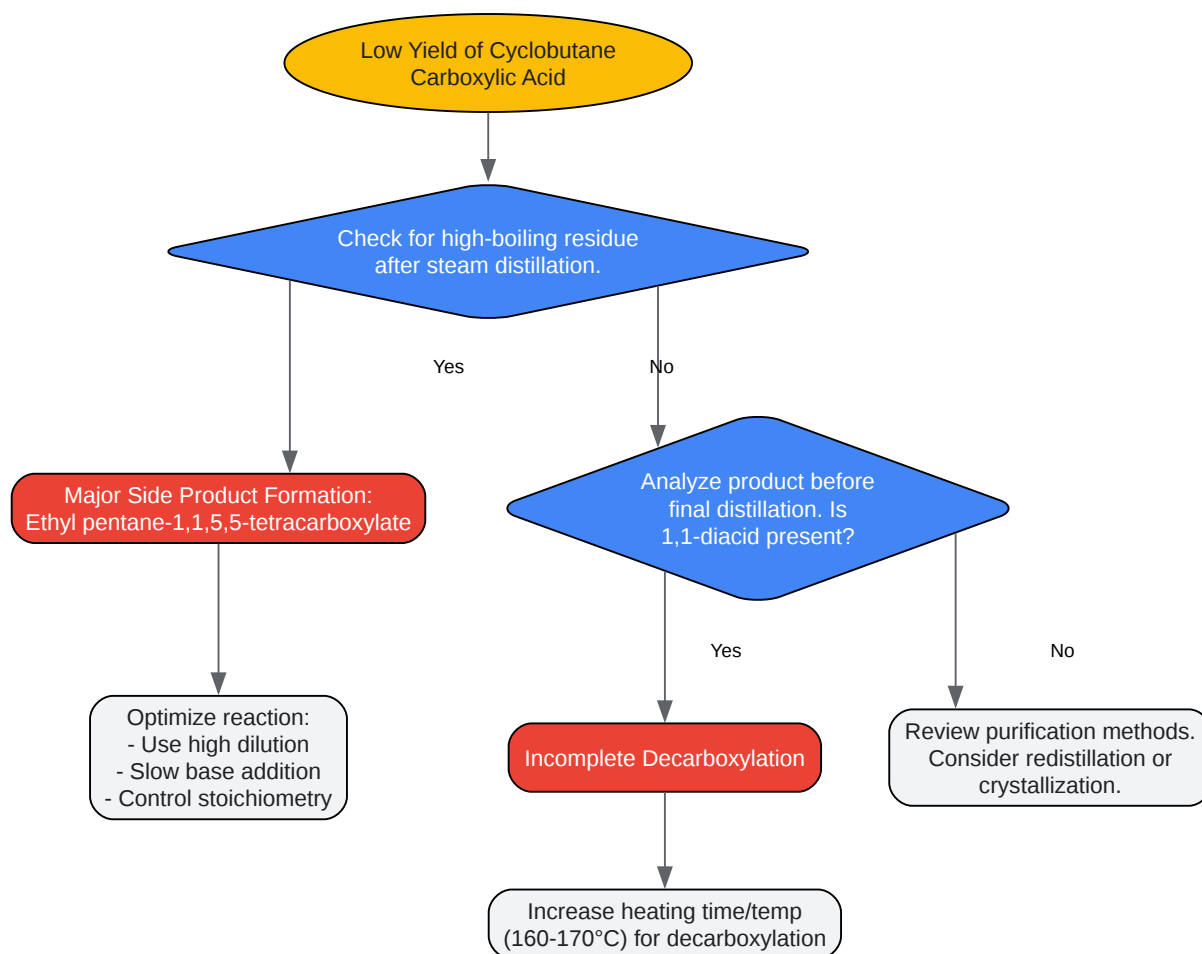 Low Yield of Cyclobutane
Carboxylic Acid
Check for high-boiling residue
after steam distillation.
Yes
No
Major Side Product Formation:
Ethyl pentane-1,1,5,5-tetracarboxylate
Analyze product before
final distillation. Is
1,1-diacid present?
Yes
No
Optimize reaction:
- Use high dilution
- Slow base addition
- Control stoichiometry
Incomplete Decarboxylation
Review purification methods.
Consider redistillation or
crystallization.
Increase heating time/temp
(160-170°C) for decarboxylation